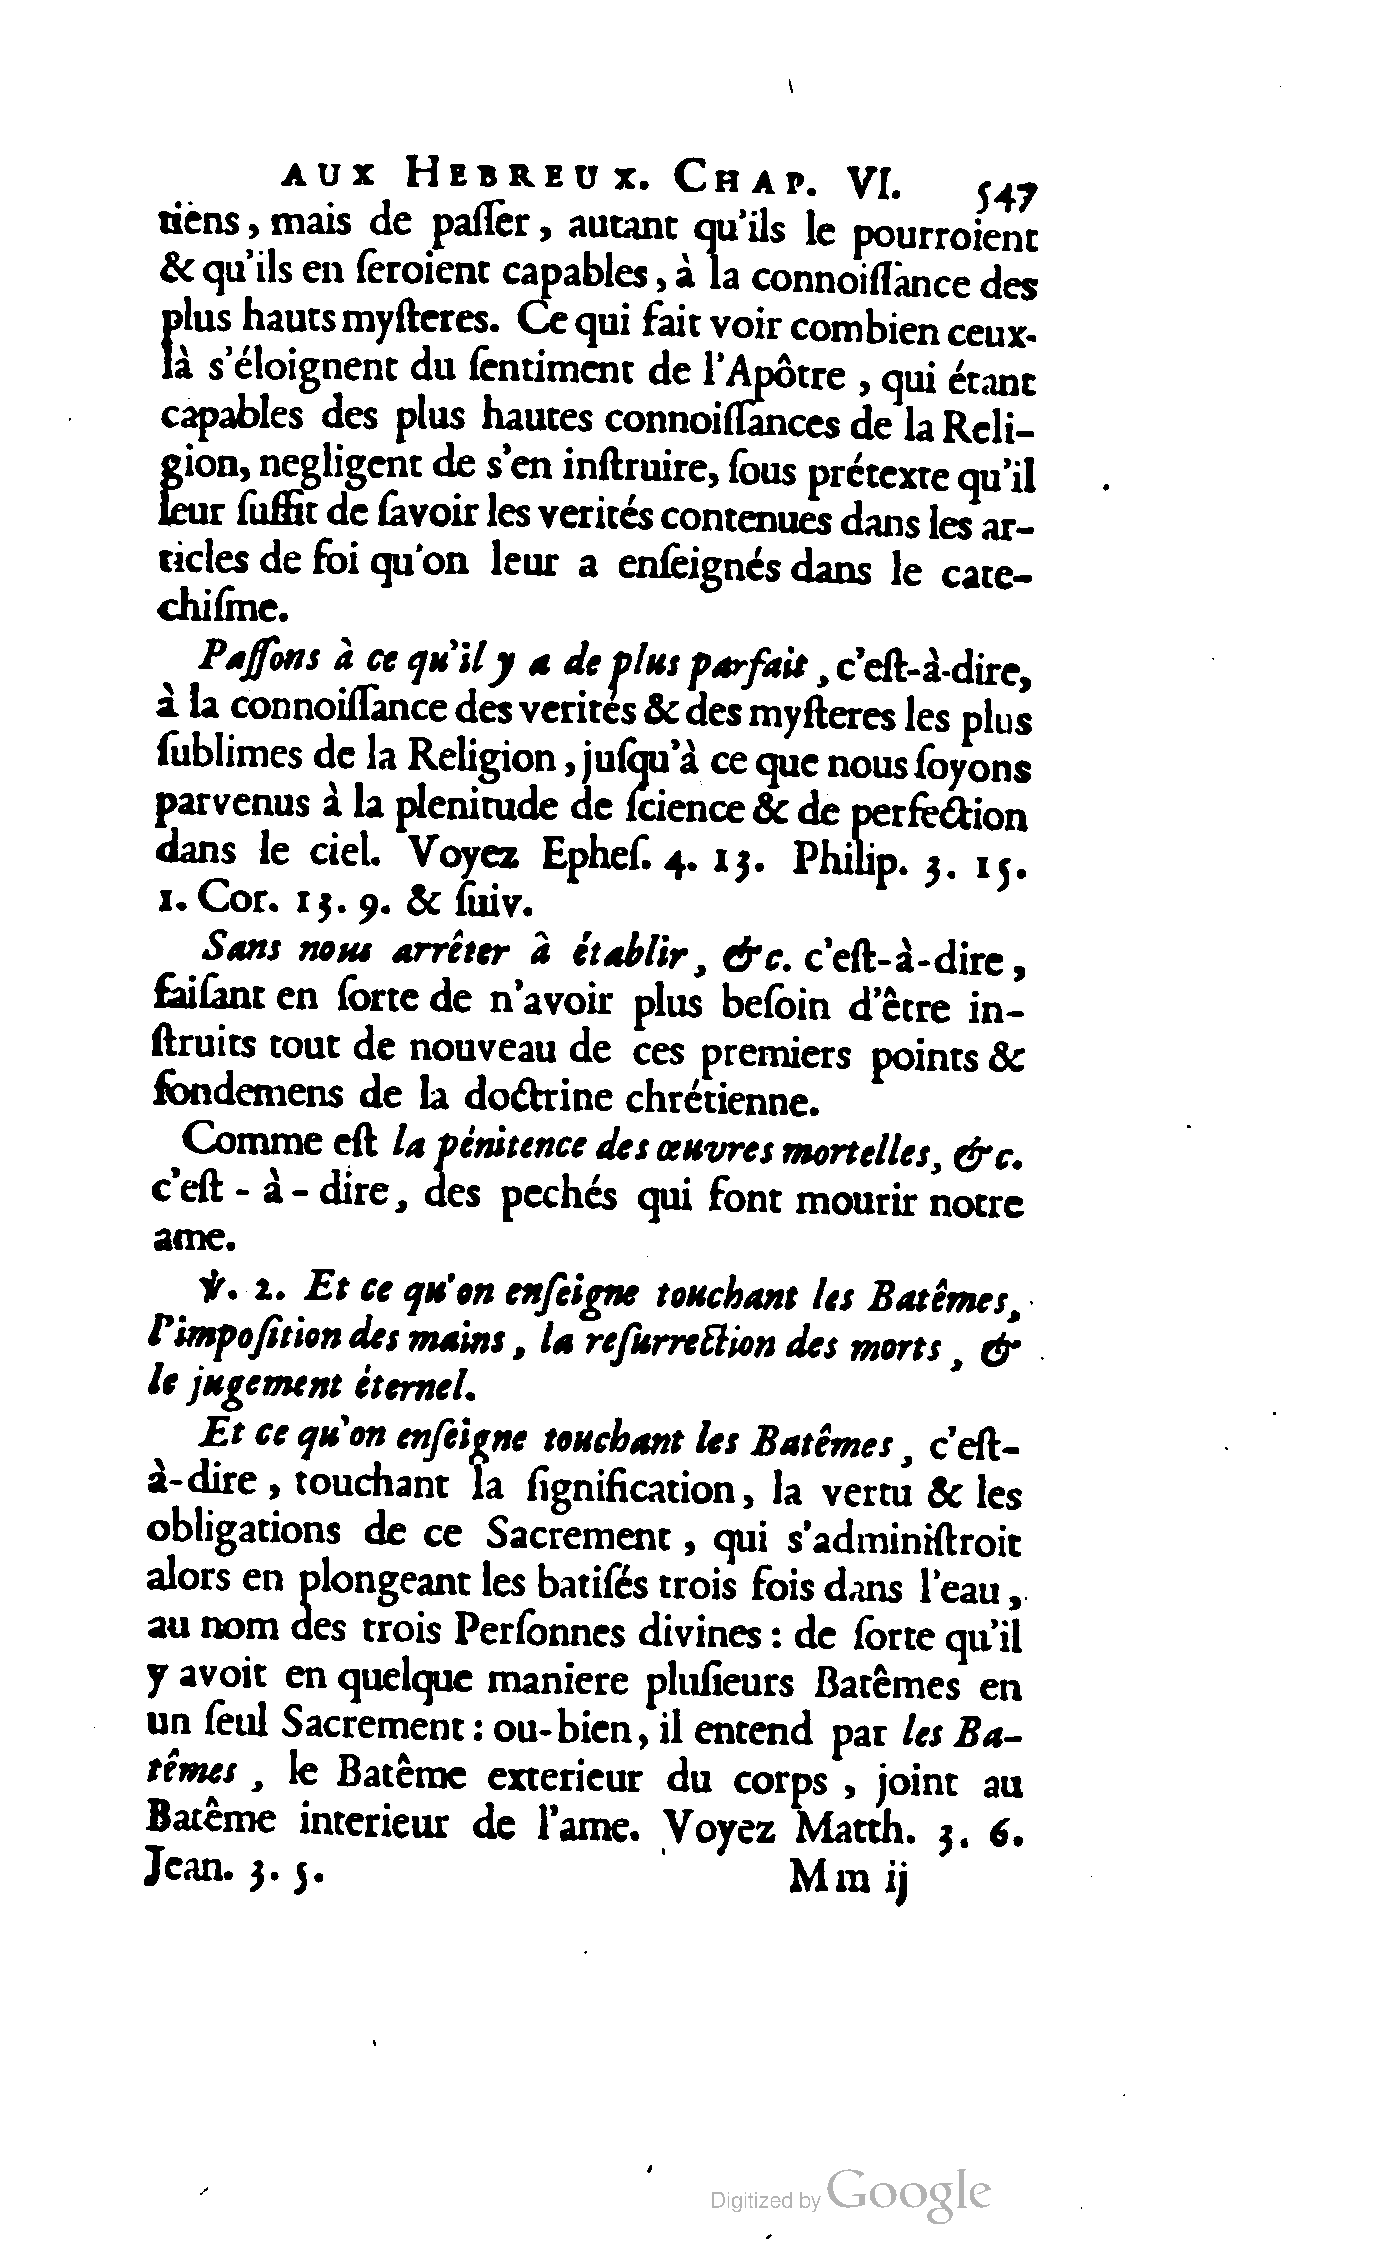 AUX HEBREUX. CHAP. VI. 547
tiens, mais de paſſer, autant qu'ils le pourroient
& qu'ils en ſeroient capables, à la connoiſſance des
plus hauts myſteres. Ce qui fait voir combien ceux-
là s'éloignent du ſentiment de l'Apôtre, qui étant
capables des plus hautes connoiſſances de la Reli-
gion, negligent de s'en inſtruire, ſous prétexte qu'il
leur ſuffit de ſavoir les verités contenues dans les ar-
ticles de foi qu'on leur a enſeignés dans le cate-
chiſme.
Paſſons à ce qu'il y a de plus parfait, c'eſt-à-dire,
à la connoiſſance des verités & des myſteres les plus
ſublimes de la Religion, juſqu'à ce que nous ſoyons
parvenus à la plenitude de ſcience & de perfection
dans le ciel. Voyez Epheſ. 4. 13. Philip. 3. 15.
1. Cor. 13. 9. & ſuiv.
Sans nous arrêter à établir, &c. c'eſt-à-dire,
faiſant en ſorte de n'avoir plus beſoin d'être in-
ſtruits tout de nouveau de ces premiers points &
fondemens de la doctrine chrétienne.
Comme eſt la pénitence des œuvres mortelles, &c.
c'eſt-à-dire, des pechés qui font mourir notre
ame.
℣. 2. Et ce qu'on enſeigne touchant les Batêmes,
l'impoſition des mains, la reſurrection des morts, &
le jugement éternel.
Et ce qu'on enſeigne touchant les Batêmes, c'eſt-
à-dire, touchant la ſignification, la vertu & les
obligations de ce Sacrement, qui s'adminiſtroit
alors en plongeant les batiſés trois fois dans l'eau,
au nom des trois Perſonnes divines : de ſorte qu'il
y avoit en quelque maniere pluſieurs Batêmes en
un ſeul Sacrement : ou-bien, il entend par les Ba-
têmes, le Batême exterieur du corps, joint au
Batême interieur de l'ame. Voyez Matth. 3. 6.
Jean. 3. 5. Mm ij
Digitized by Google